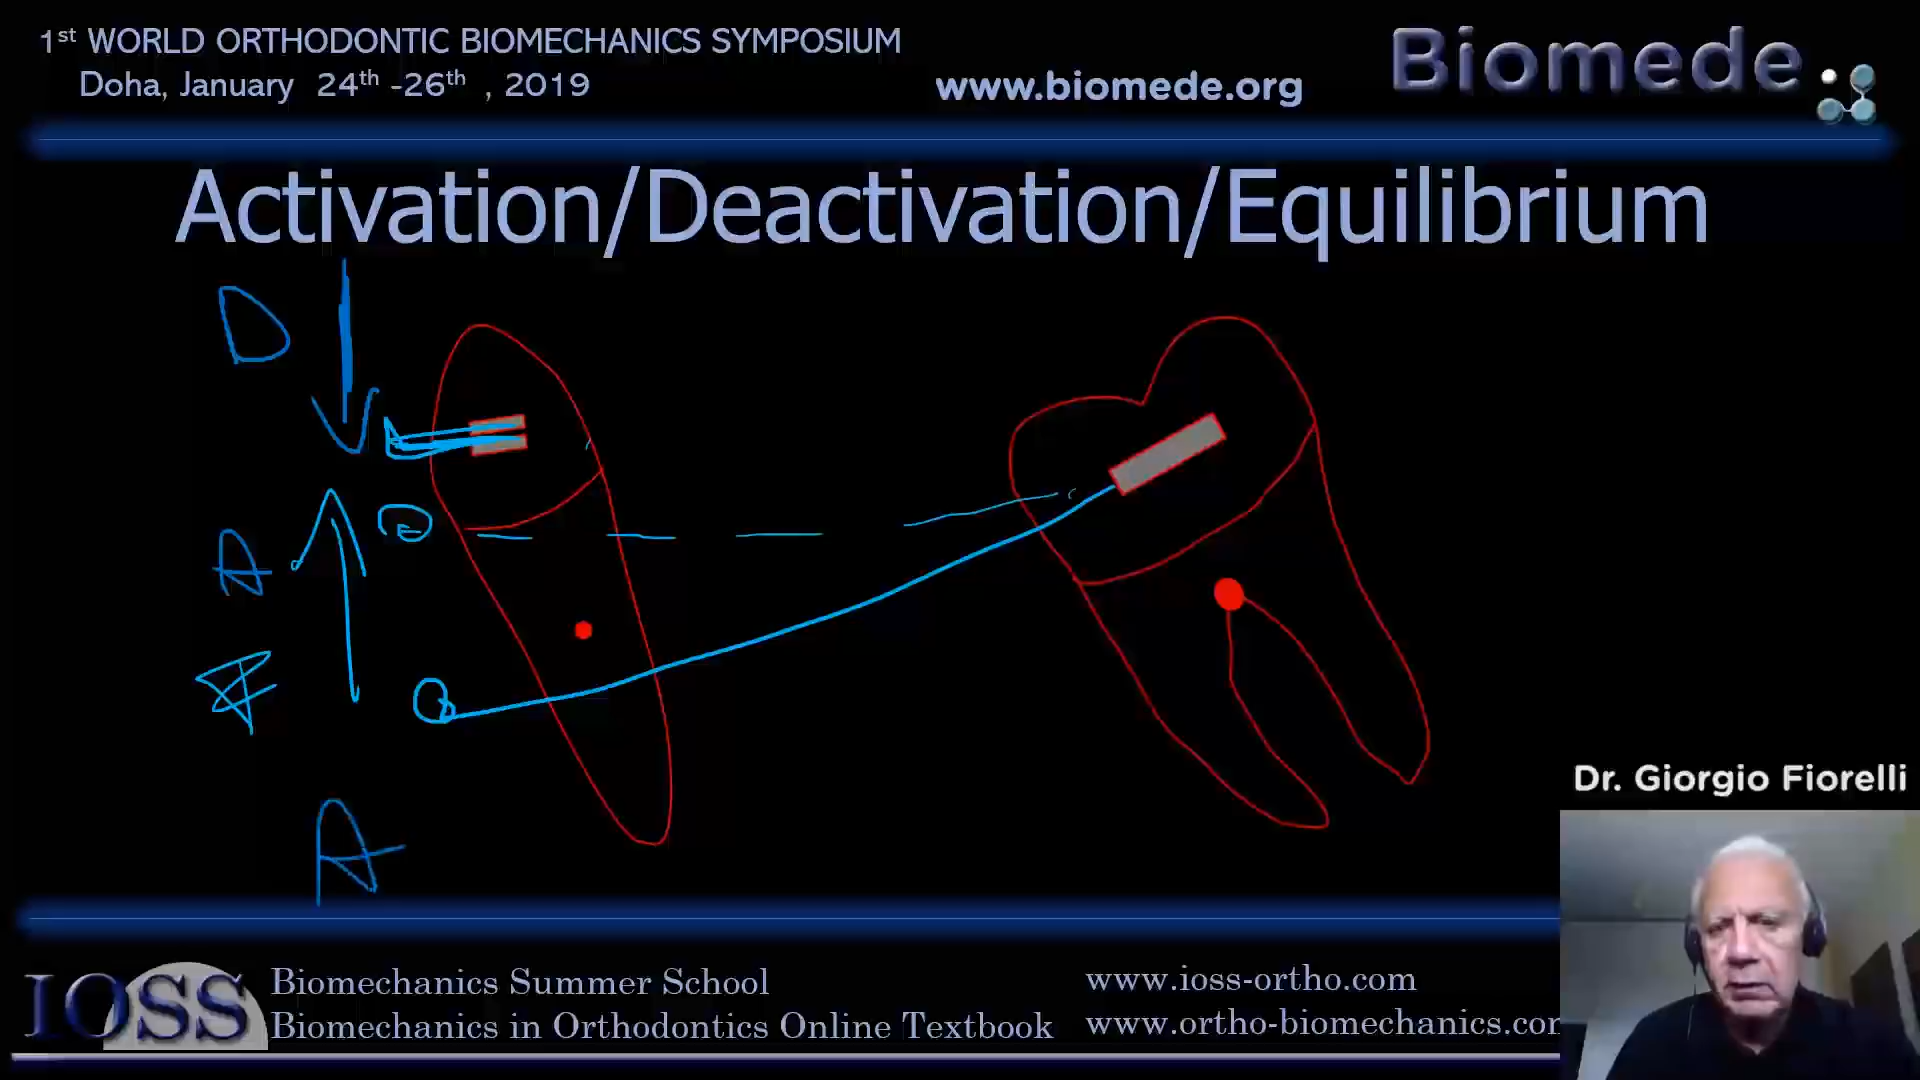 1st WORLD ORTHODONTIC BIOMECHANICS SYMPOSIUM
Doha, January 24th -26th , 2019
www.biomede.org
Biomede
Activation/Deactivation/Equilibrium
D
A
A
Dr. Giorgio Fiorelli
IOSS
Biomechanics Summer School
Biomechanics in Orthodontics Online Textbook
www.ioss-ortho.com
www.ortho-biomechanics.com